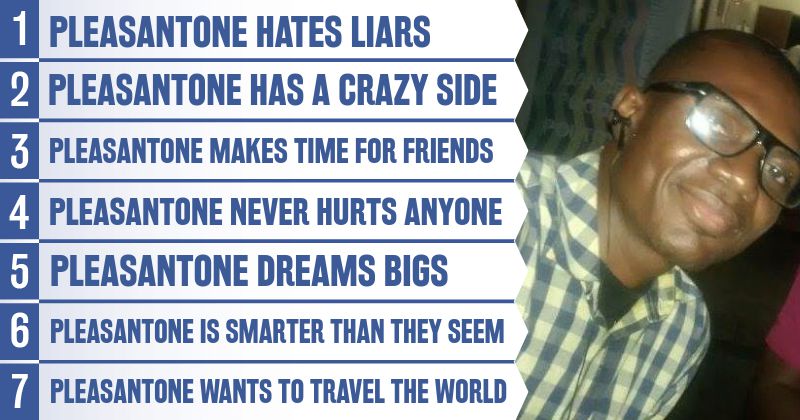 1 PLEASANTONE HATES LIARS
2 PLEASANTONE HAS A CRAZY SIDE
3 PLEASANTONE MAKES TIME FOR FRIENDS
4 PLEASANTONE NEVER HURTS ANYONE
5 PLEASANTONE DREAMS BIGS
6 PLEASANTONE IS SMARTER THAN THEY SEEM
7 PLEASANTONE WANTS TO TRAVEL THE WORLD